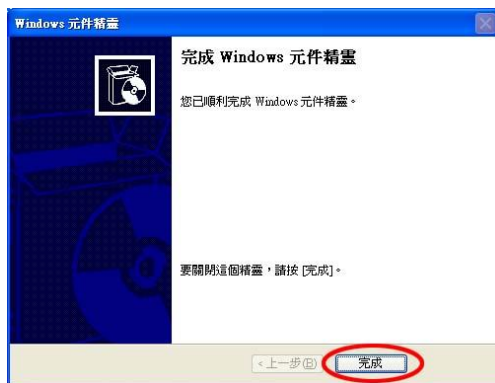 Windows 元件精靈
完成 Windows 元件精靈
您已順利完成 Windows 元件精靈。
要關閉這個精靈，請按 [完成]。
<上一步(B) 完成